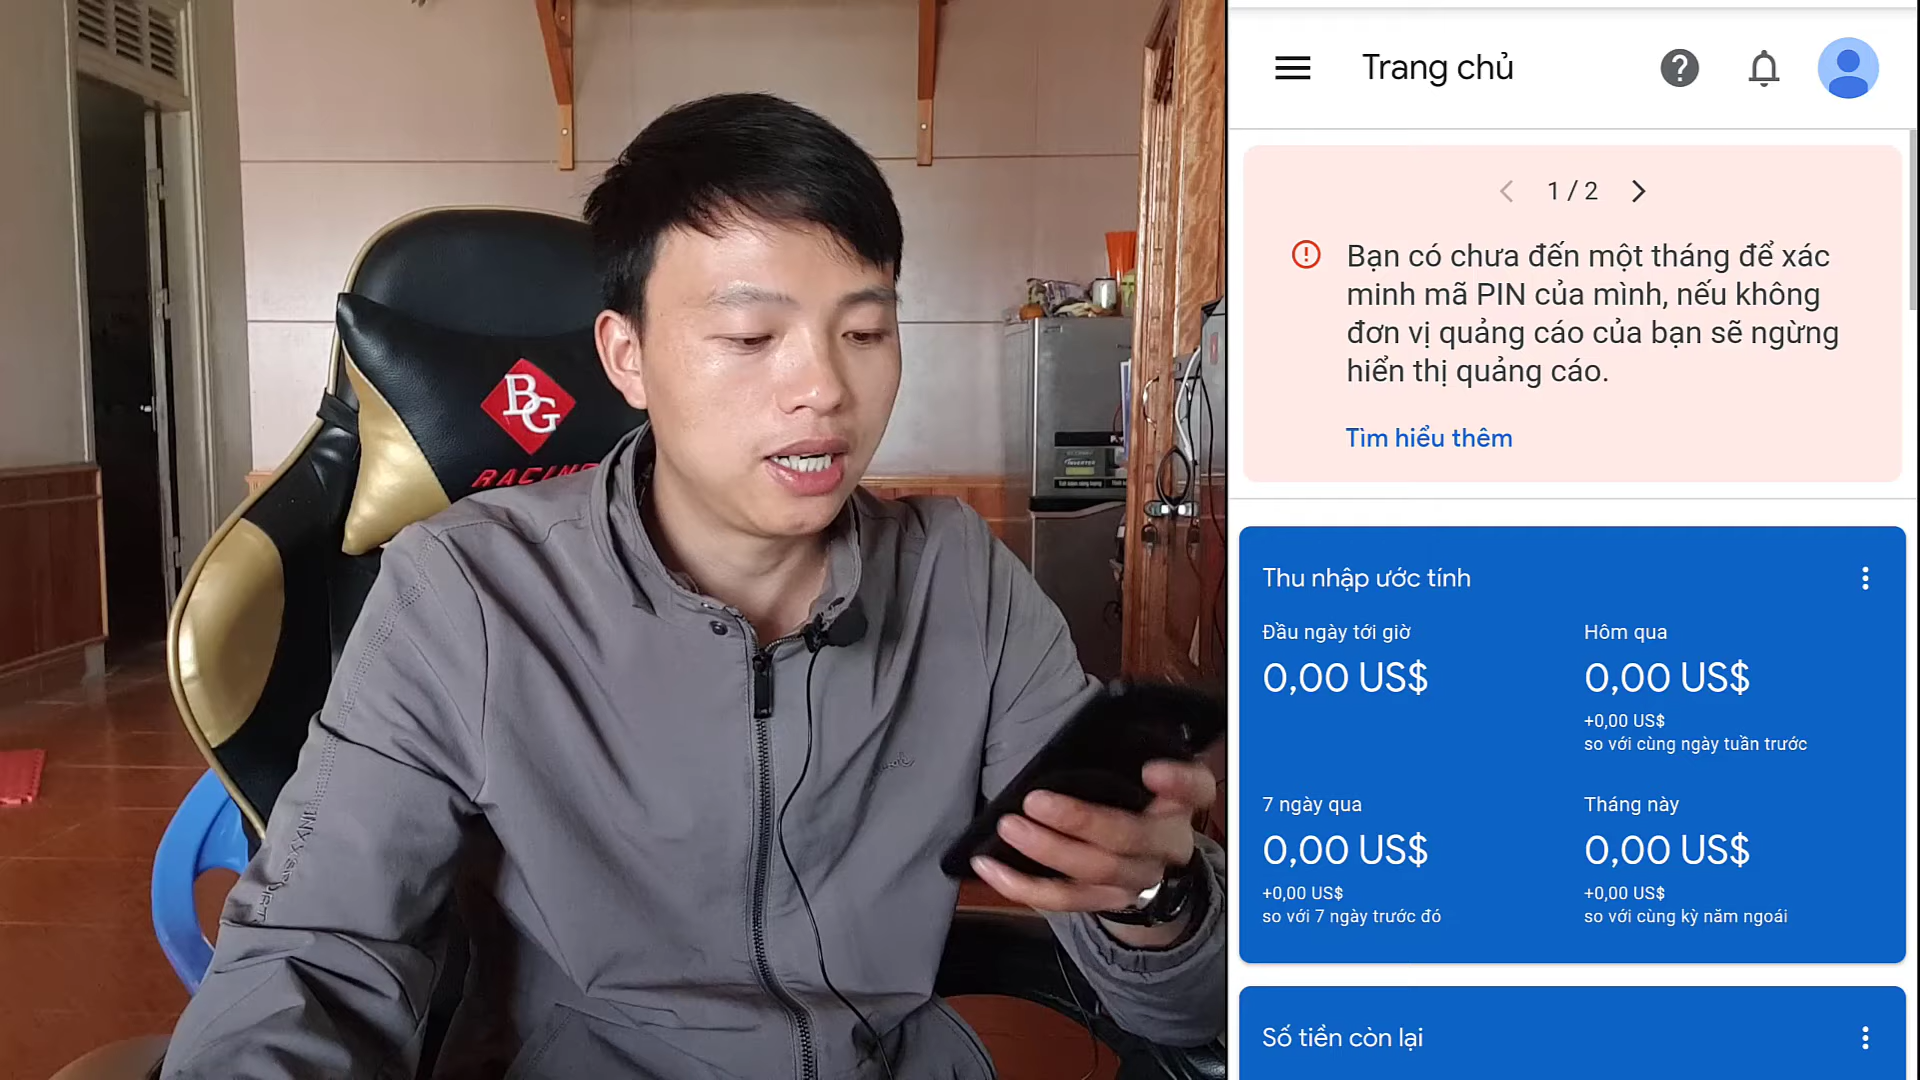 BG
RACING
Trang chủ
1 / 2
Bạn có chưa đến một tháng để xác
minh mã PIN của mình, nếu không
đơn vị quảng cáo của bạn sẽ ngừng
hiển thị quảng cáo.
Tìm hiểu thêm
Thu nhập ước tính
Đầu ngày tới giờ
Hôm qua
0,00 US$
0,00 US$
+0,00 US$
so với cùng ngày tuần trước
7 ngày qua
Tháng này
0,00 US$
0,00 US$
+0,00 US$
+0,00 US$
so với 7 ngày trước đó
so với cùng kỳ năm ngoái
Số tiền còn lại
INVERTER